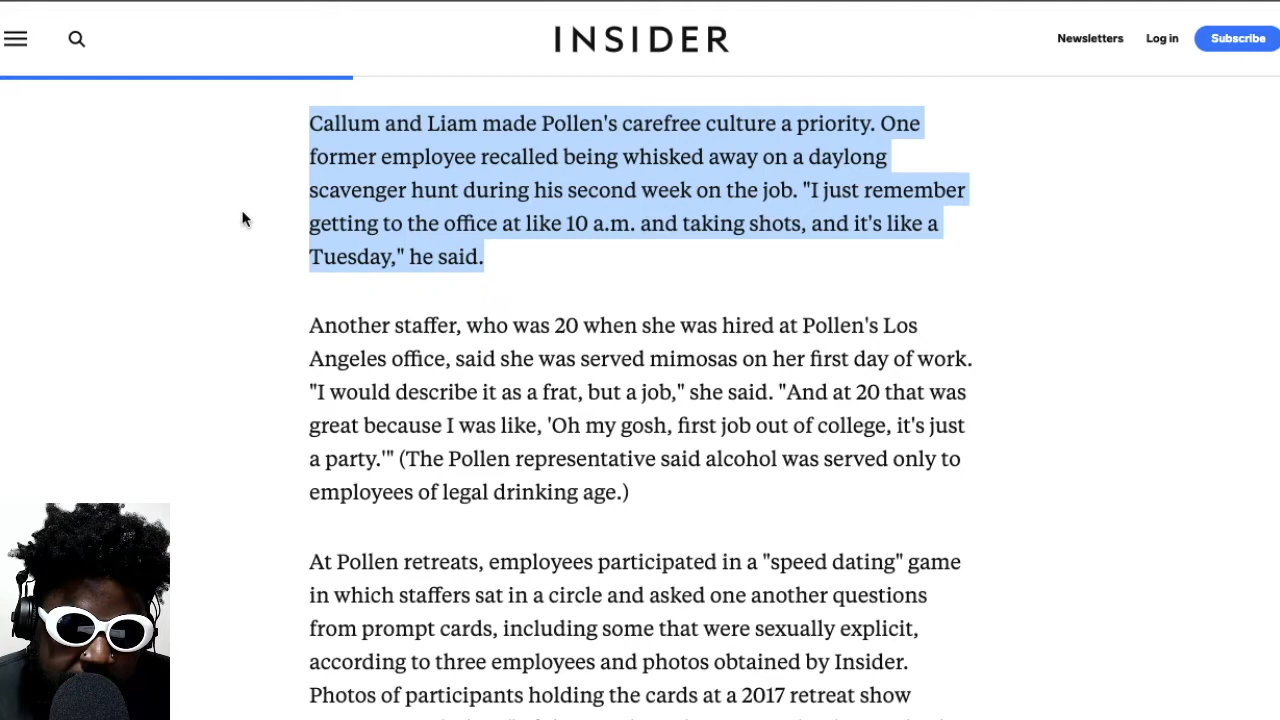 INSIDER
Newsletters
Log in
Subscribe
Callum and Liam made Pollen's carefree culture a priority. One
former employee recalled being whisked away on a daylong
scavenger hunt during his second week on the job. "I just remember
getting to the office at like 10 a.m. and taking shots, and it's like a
Tuesday," he said.
Another staffer, who was 20 when she was hired at Pollen's Los
Angeles office, said she was served mimosas on her first day of work.
"I would describe it as a frat, but a job," she said. "And at 20 that was
great because I was like, 'Oh my gosh, first job out of college, it's just
a party.'" (The Pollen representative said alcohol was served only to
employees of legal drinking age.)
At Pollen retreats, employees participated in a "speed dating" game
in which staffers sat in a circle and asked one another questions
from prompt cards, including some that were sexually explicit,
according to three employees and photos obtained by Insider.
Photos of participants holding the cards at a 2017 retreat show